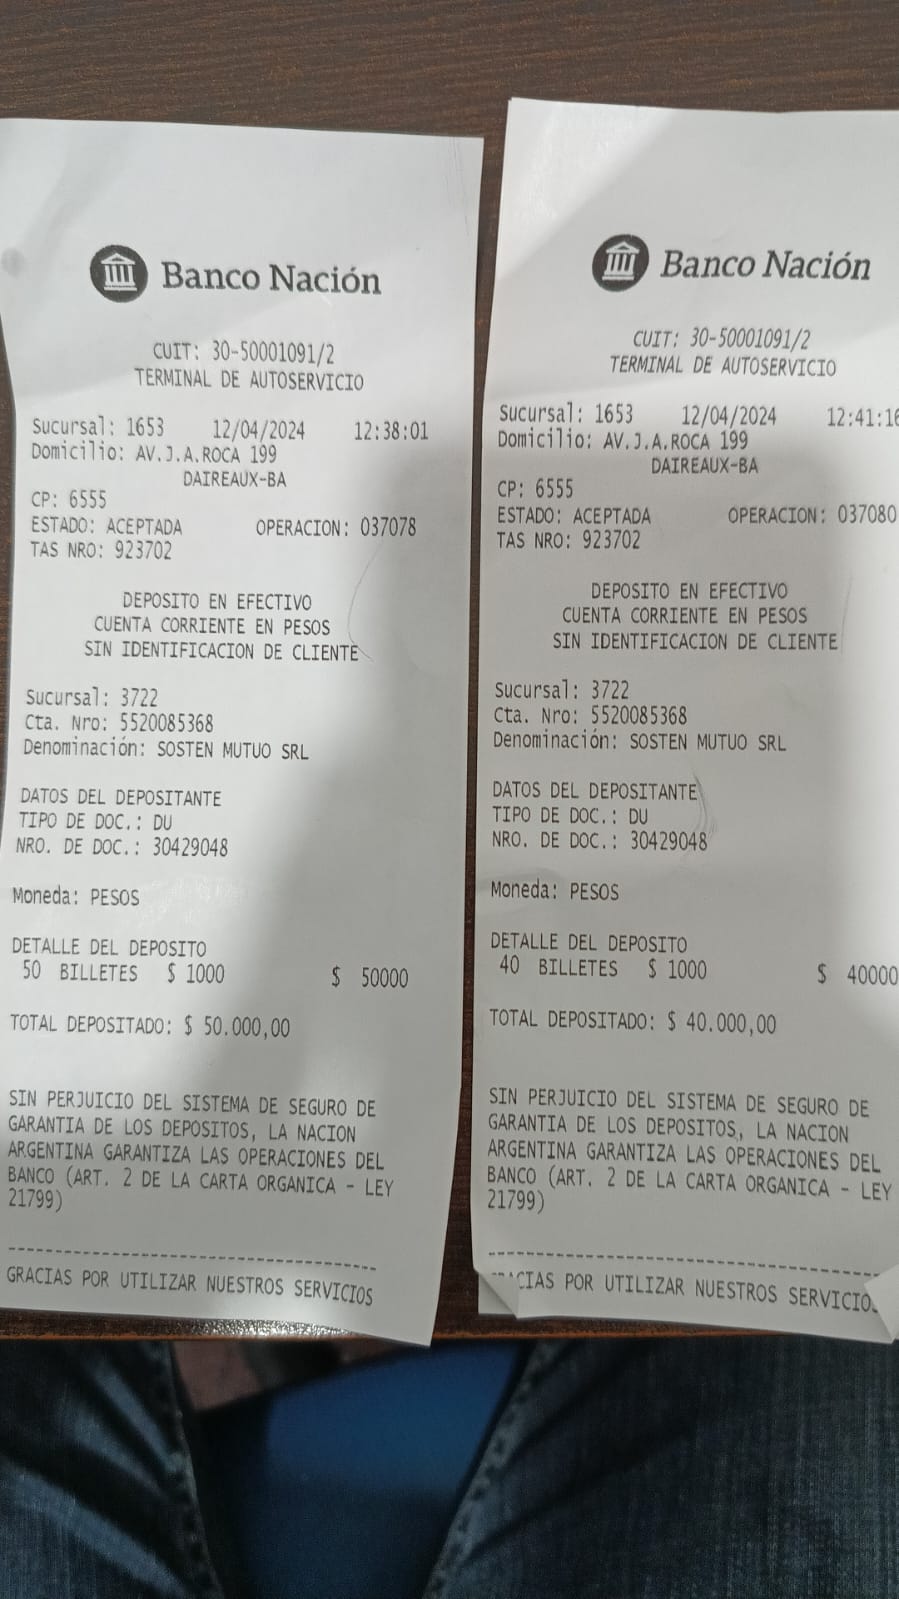 Banco Nación
CUIT: 30-50001091/2
TERMINAL DE AUTOSERVICIO
Sucursal: 1653 12/04/2024 12:38:01
Domicilio: AV.J.A.ROCA 199
DAIREAUX-BA
CP: 6555
ESTADO: ACEPTADA OPERACION: 037078
TAS NRO: 923702
DEPOSITO EN EFECTIVO
CUENTA CORRIENTE EN PESOS
SIN IDENTIFICACION DE CLIENTE
Sucursal: 3722
Cta. Nro: 5520085368
Denominación: SOSTEN MUTUO SRL
DATOS DEL DEPOSITANTE
TIPO DE DOC.: DU
NRO. DE DOC.: 30429048
Moneda: PESOS
DETALLE DEL DEPOSITO
50 BILLETES $ 1000 $ 50000
TOTAL DEPOSITADO: $ 50.000,00
SIN PERJUICIO DEL SISTEMA DE SEGURO DE
GARANTIA DE LOS DEPOSITOS, LA NACION
ARGENTINA GARANTIZA LAS OPERACIONES DEL
BANCO (ART. 2 DE LA CARTA ORGANICA - LEY
21799)
GRACIAS POR UTILIZAR NUESTROS SERVICIOS
Banco Nación
CUIT: 30-50001091/2
TERMINAL DE AUTOSERVICIO
Sucursal: 1653 12/04/2024 12:41:16
Domicilio: AV.J.A.ROCA 199
DAIREAUX-BA
CP: 6555
ESTADO: ACEPTADA OPERACION: 037080
TAS NRO: 923702
DEPOSITO EN EFECTIVO
CUENTA CORRIENTE EN PESOS
SIN IDENTIFICACION DE CLIENTE
Sucursal: 3722
Cta. Nro: 5520085368
Denominación: SOSTEN MUTUO SRL
DATOS DEL DEPOSITANTE
TIPO DE DOC.: DU
NRO. DE DOC.: 30429048
Moneda: PESOS
DETALLE DEL DEPOSITO
40 BILLETES $ 1000 $ 40000
TOTAL DEPOSITADO: $ 40.000,00
SIN PERJUICIO DEL SISTEMA DE SEGURO DE
GARANTIA DE LOS DEPOSITOS, LA NACION
ARGENTINA GARANTIZA LAS OPERACIONES DEL
BANCO (ART. 2 DE LA CARTA ORGANICA - LEY
21799)
CIAS POR UTILIZAR NUESTROS SERVICIO